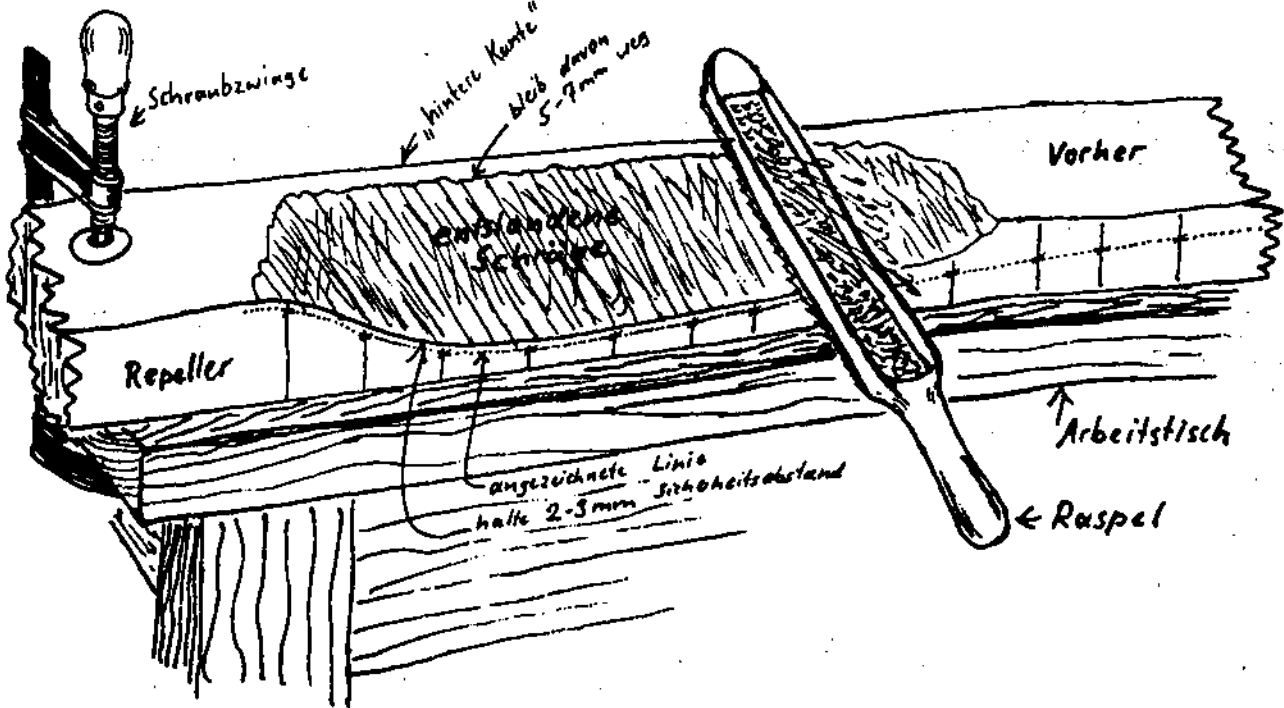 Schraubzwinge
"hintere Kante"
bleib davon
5-7mm weg
Vorher
entstandene
Schräge
Repeller
Arbeitstisch
angezeichnete Linie
halte 2-3mm Sicherheitsabstand
Raspel